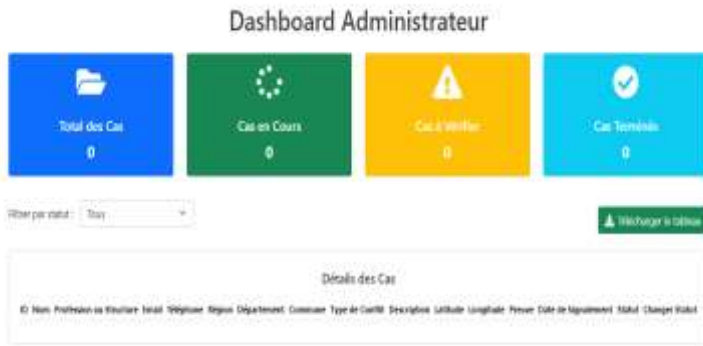 Dashboard Administrateur
Total des Cas
Cas en Cours
Cas à Vérifier
Cas Terminés
0
0
0
0
Filtrer par statut :
Tous
Télécharger le tableau
Détails des Cas
ID Nom Profession ou Structure Email Téléphone Région Département Commune Type de Conflit Description Latitude Longitude Preuve Date de Signalement Statut Changer Statut